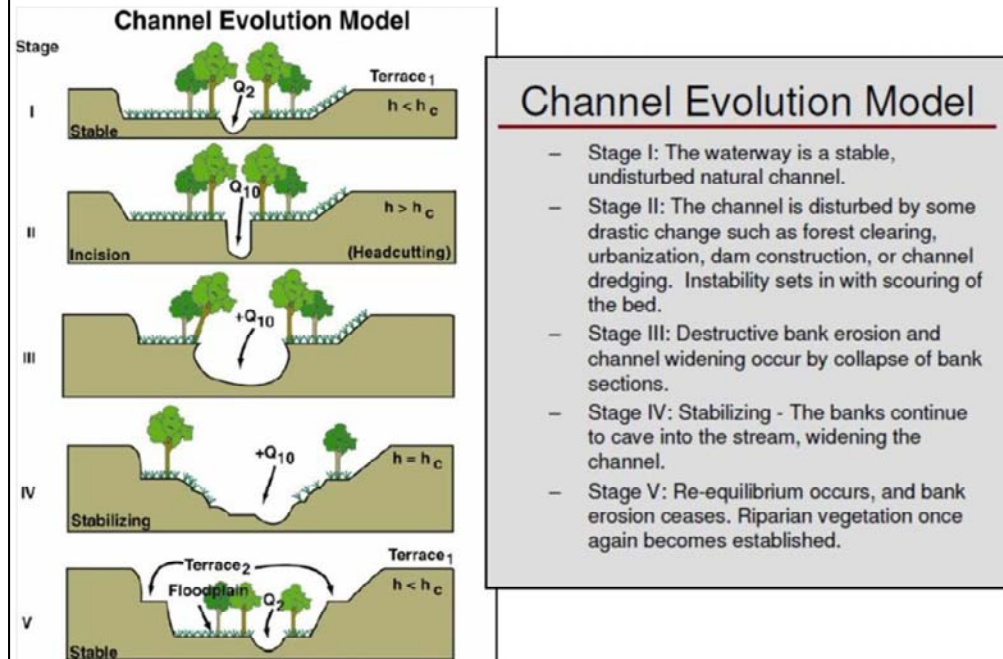 Channel Evolution Model
Stage
I
Q2
Terrace1
h < hc
Stable
II
Q10
h > hc
Incision
(Headcutting)
III
+Q10
IV
+Q10
h = hc
Stabilizing
V
Terrace2
Terrace1
Floodplain
Q2
h < hc
Stable
Channel Evolution Model
– Stage I: The waterway is a stable,
undisturbed natural channel.
– Stage II: The channel is disturbed by some
drastic change such as forest clearing,
urbanization, dam construction, or channel
dredging. Instability sets in with scouring of
the bed.
– Stage III: Destructive bank erosion and
channel widening occur by collapse of bank
sections.
– Stage IV: Stabilizing - The banks continue
to cave into the stream, widening the
channel.
– Stage V: Re-equilibrium occurs, and bank
erosion ceases. Riparian vegetation once
again becomes established.